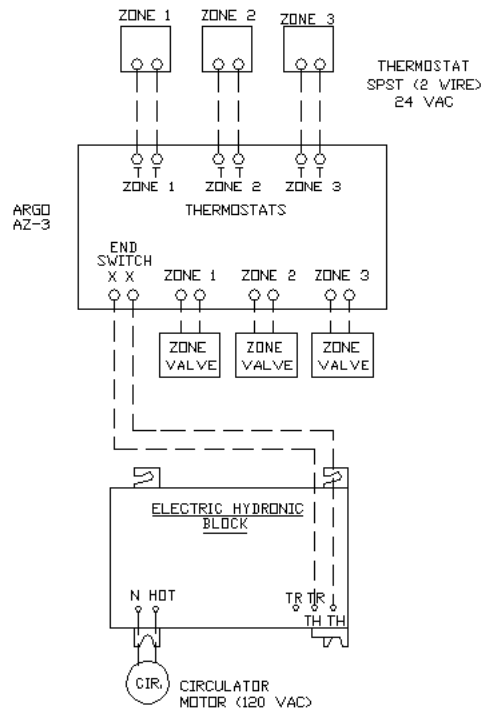 ZONE 1 ZONE 2 ZONE 3
THERMOSTAT
SPST (2 WIRE)
24 VAC
T T T T T T
ZONE 1 ZONE 2 ZONE 3
ARGO
AZ-3
THERMOSTATS
END
SWITCH
X X
ZONE 1 ZONE 2 ZONE 3
ZONE
VALVE
ZONE
VALVE
ZONE
VALVE
ELECTRIC HYDRONIC
BLOCK
N HOT
TR TR
TH TH
CIR.
CIRCULATOR
MOTOR (120 VAC)